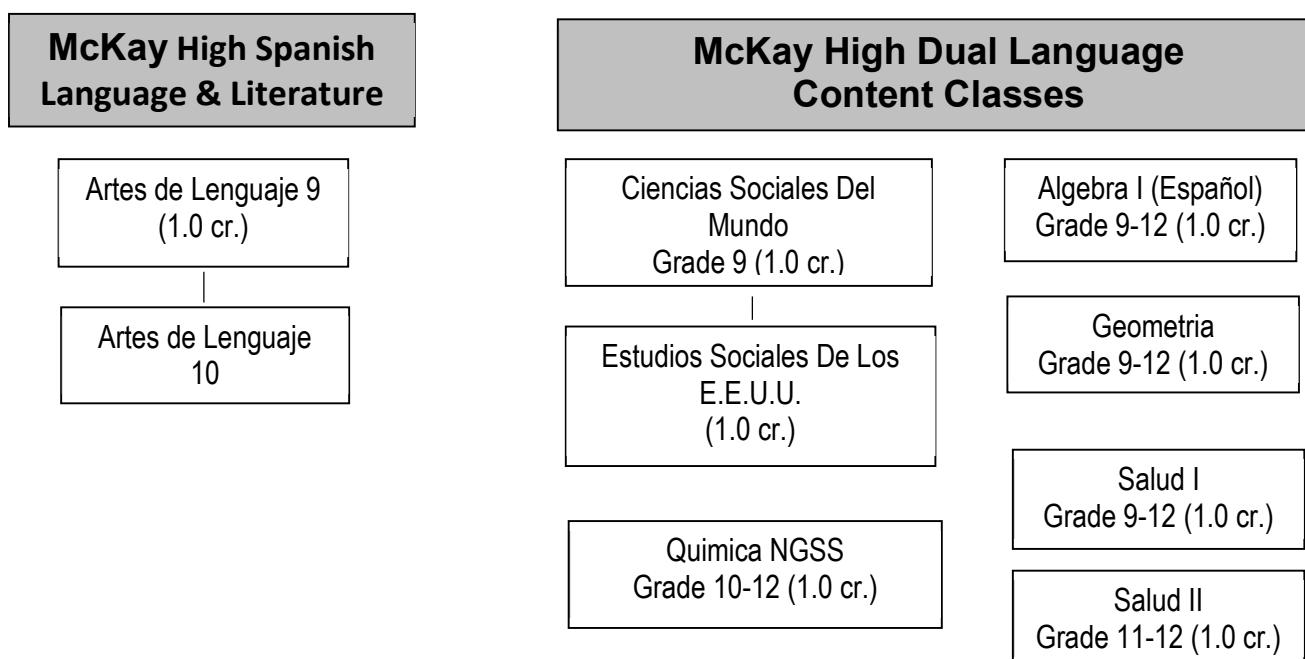 McKay High Spanish
Language & Literature
Artes de Lenguaje 9
(1.0 cr.)
Artes de Lenguaje
10
McKay High Dual Language
Content Classes
Ciencias Sociales Del
Mundo
Grade 9 (1.0 cr.)
Estudios Sociales De Los
E.E.U.U.
(1.0 cr.)
Quimica NGSS
Grade 10-12 (1.0 cr.)
Algebra I (Español)
Grade 9-12 (1.0 cr.)
Geometria
Grade 9-12 (1.0 cr.)
Salud I
Grade 9-12 (1.0 cr.)
Salud II
Grade 11-12 (1.0 cr.)